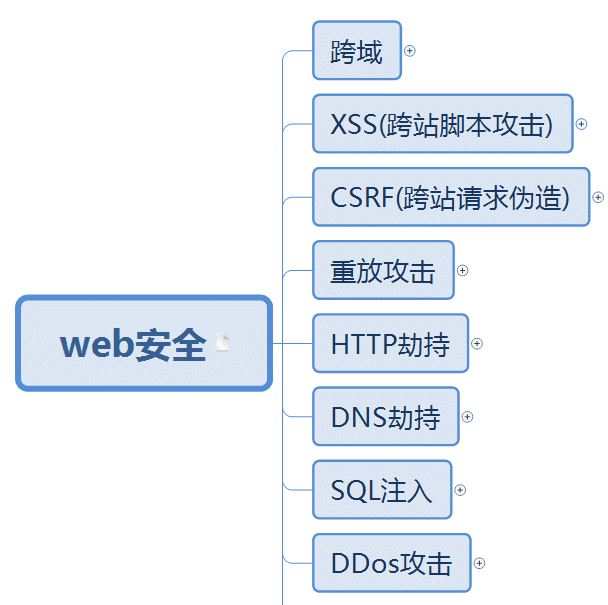 跨域
XSS(跨站脚本攻击)
CSRF(跨站请求伪造)
重放攻击
web安全
HTTP劫持
DNS劫持
SQL注入
DDos攻击